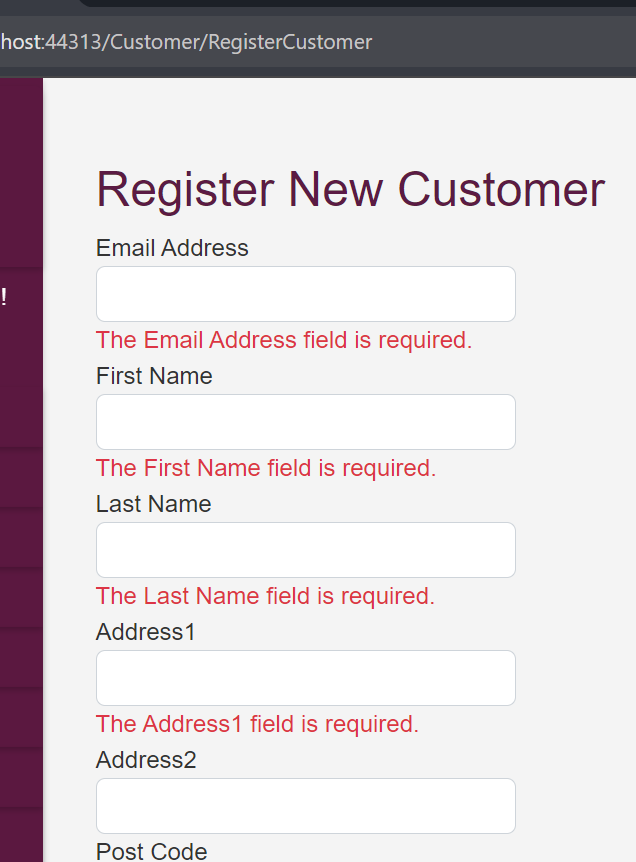 host:44313/Customer/RegisterCustomer
!
Register New Customer
Email Address
The Email Address field is required.
First Name
The First Name field is required.
Last Name
The Last Name field is required.
Address1
The Address1 field is required.
Address2
Post Code